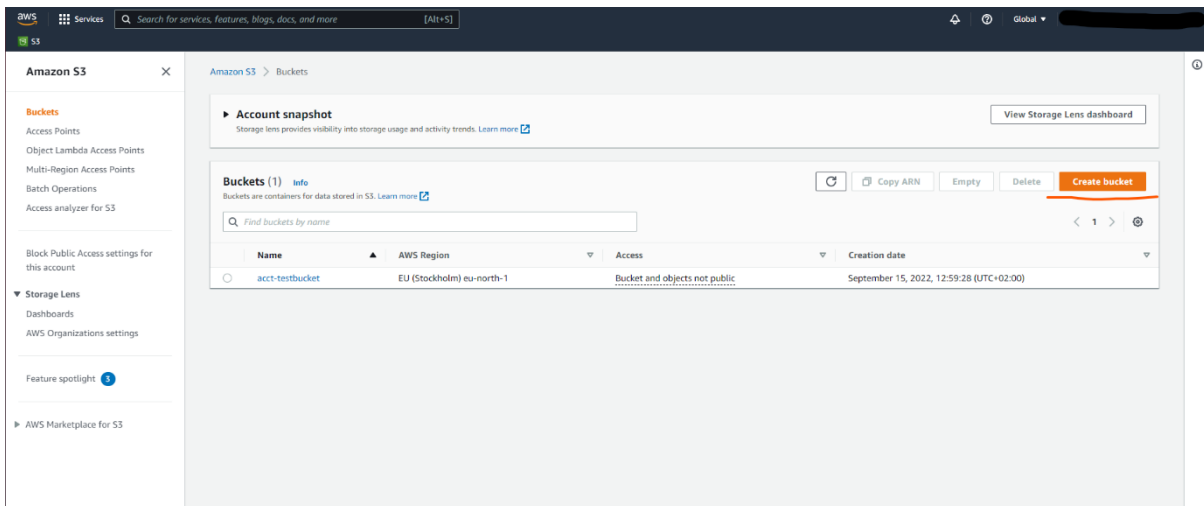 aws Services Search for services, features, blogs, docs, and more [Alt+S] Global
S3
Amazon S3
Buckets
Access Points
Object Lambda Access Points
Multi-Region Access Points
Batch Operations
Access analyzer for S3
Block Public Access settings for
this account
Storage Lens
Dashboards
AWS Organizations settings
Feature spotlight 3
AWS Marketplace for S3
Amazon S3 > Buckets
Account snapshot
Storage lens provides visibility into storage usage and activity trends. Learn more
View Storage Lens dashboard
Buckets (1) Info
Buckets are containers for data stored in S3. Learn more
Copy ARN Empty Delete Create bucket
Find buckets by name
< 1 >
Name AWS Region Access Creation date
acct-testbucket EU (Stockholm) eu-north-1 Bucket and objects not public September 15, 2022, 12:59:28 (UTC+02:00)